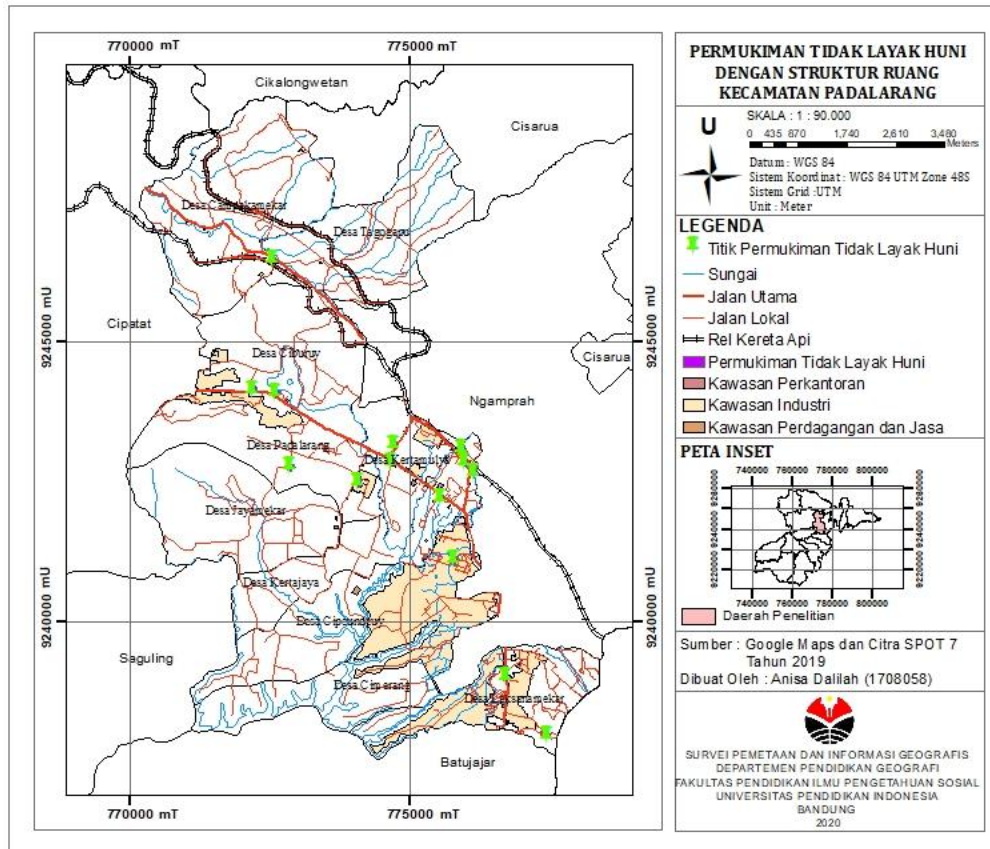 770000 mT
775000 mT
Cikalongwetan
Cisarua
Desa Tagogapu
9245000 mU
9245000 mU
Cipatat
Desa Ciburuy
Cisarua
Ngamprah
Desa Padalarang
Desa Kertamulya
Desa Jayamekar
Desa Kertajaya
9240000 mU
9240000 mU
Desa Cipeundeuy
Saguling
Desa Cimerang
Desa Laksanamekar
Batujajar
770000 mT
775000 mT
PERMUKIMAN TIDAK LAYAK HUNI
DENGAN STRUKTUR RUANG
KECAMATAN PADALARANG
U
SKALA : 1 : 90.000
0 435 870 1,740 2,610 3,480
Meters
Datum : WGS 84
Sistem Koordinat : WGS 84 UTM Zone 48S
Sistem Grid :UTM
Unit : Meter
LEGENDA
Titik Permukiman Tidak Layak Huni
Sungai
Jalan Utama
Jalan Lokal
Rel Kereta Api
Permukiman Tidak Layak Huni
Kawasan Perkantoran
Kawasan Industri
Kawasan Perdagangan dan Jasa
PETA INSET
740000 760000 780000 800000
9280000
9260000
9240000
9220000
9280000
9260000
9240000
9220000
740000 760000 780000 800000
Daerah Penelitian
Sumber : Google Maps dan Citra SPOT 7
Tahun 2019
Dibuat Oleh : Anisa Dalilah (1708058)
SURVEI PEMETAAN DAN INFORMASI GEOGRAFIS
DEPARTEMEN PENDIDIKAN GEOGRAFI
FAKULTAS PENDIDIKAN ILMU PENGETAHUAN SOSIAL
UNIVERSITAS PENDIDIKAN INDONESIA
BANDUNG
2020